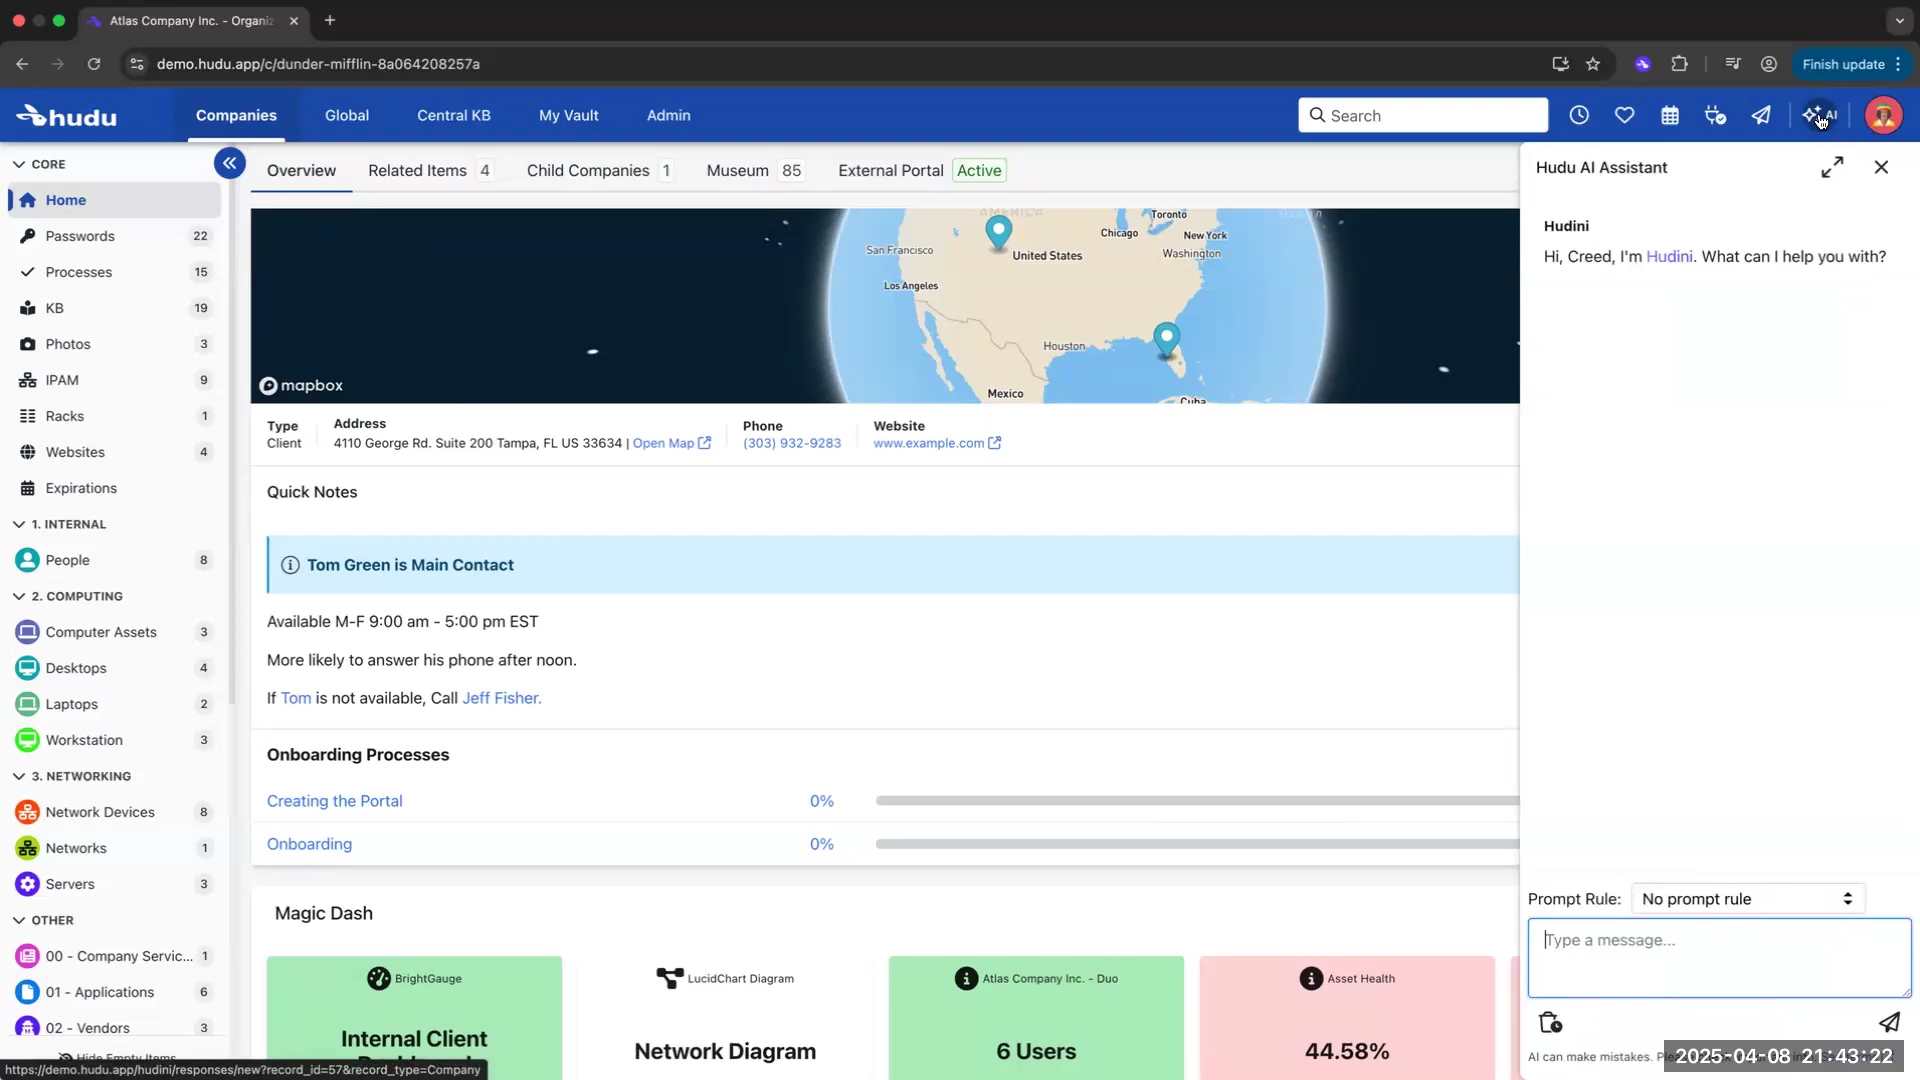 Atlas Company Inc. - Organiz
demo.hudu.app/c/dunder-mifflin-8a064208257a
Finish update
hudu
Companies
Global
Central KB
My Vault
Admin
Search
AI
CORE
Home
Passwords 22
Processes 15
KB 19
Photos 3
IPAM 9
Racks 1
Websites 4
Expirations
1. INTERNAL
People 8
2. COMPUTING
Computer Assets 3
Desktops 4
Laptops 2
Workstation 3
3. NETWORKING
Network Devices 8
Networks 1
Servers 3
OTHER
00 - Company Servic... 1
01 - Applications 6
02 - Vendors 3
Hide Empty Items
https://demo.hudu.app/hudini/responses/new?record_id=57&record_type=Company
Overview
Related Items 4
Child Companies 1
Museum 85
External Portal Active
AMERICA
Toronto
Chicago
New York
San Francisco
United States
Washington
Los Angeles
Houston
Mexico
Cuba
mapbox
Type
Client
Address
4110 George Rd. Suite 200 Tampa, FL US 33634 | Open Map
Phone
(303) 932-9283
Website
www.example.com
Quick Notes
Tom Green is Main Contact
Available M-F 9:00 am - 5:00 pm EST
More likely to answer his phone after noon.
If Tom is not available, Call Jeff Fisher.
Onboarding Processes
Creating the Portal 0%
Onboarding 0%
Magic Dash
BrightGauge
Internal Client
LucidChart Diagram
Network Diagram
Atlas Company Inc. - Duo
6 Users
Asset Health
44.58%
Hudu AI Assistant
Hudini
Hi, Creed, I'm Hudini. What can I help you with?
Prompt Rule: No prompt rule
Type a message...
AI can make mistakes.
2025-04-08 21:43:22